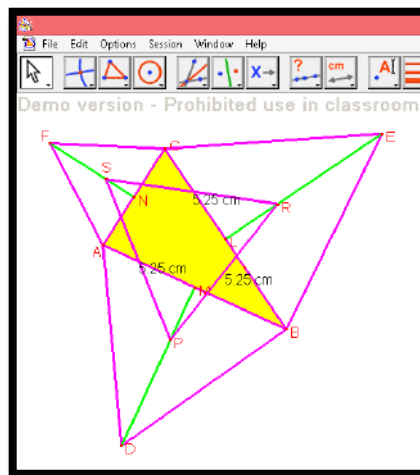 File Edit Options Session Window Help
? cm A
Demo version - Prohibited use in classroom
F
C
E
S
N
5.25 cm
R
A
L
5.25 cm
5.25 cm
M
B
P
D